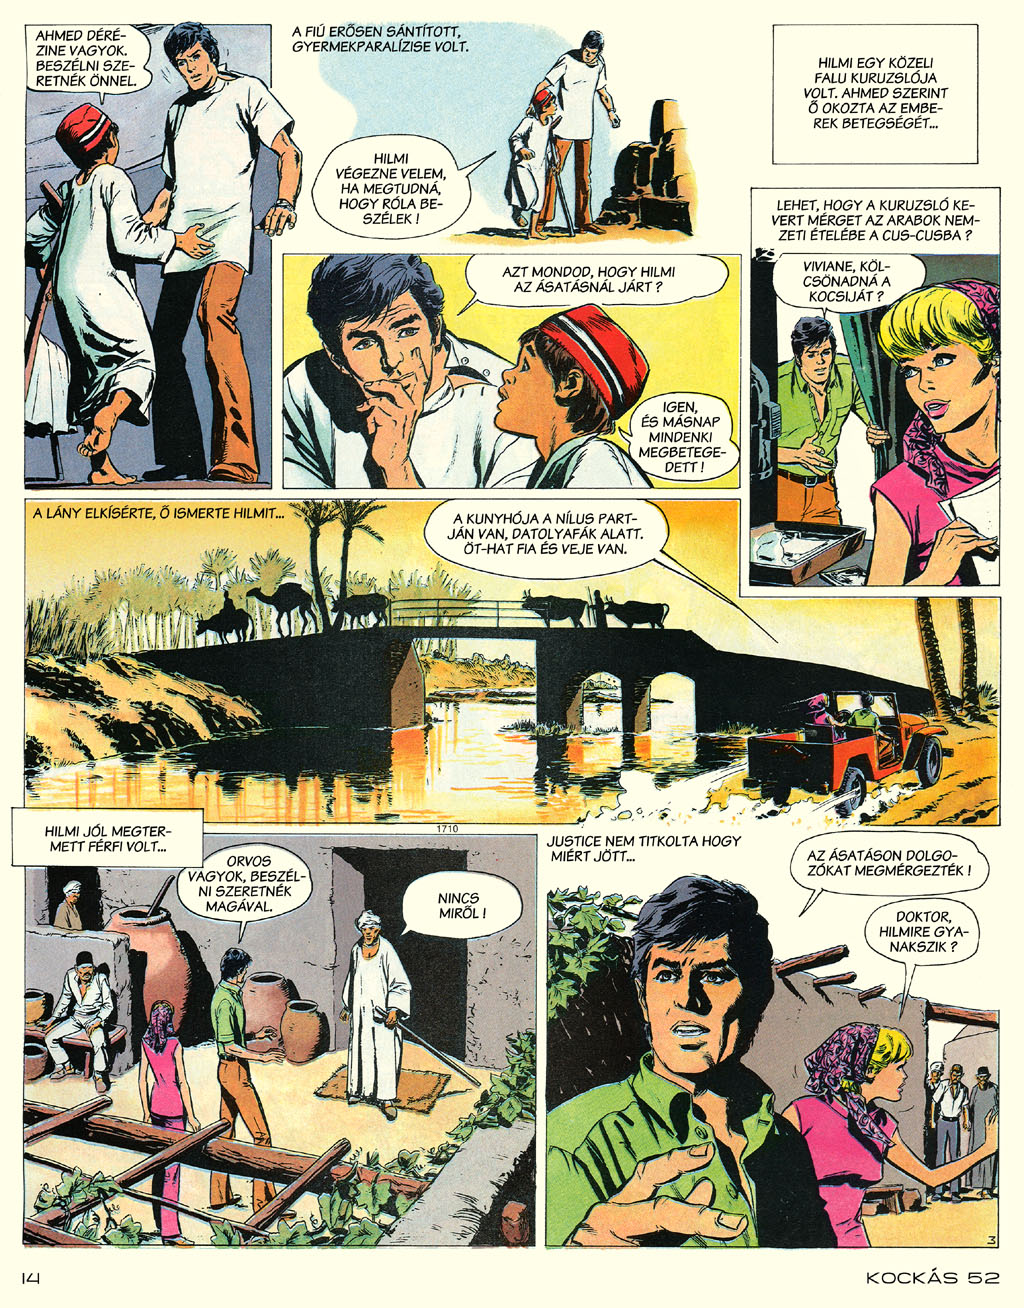 AHMED DÉRÉ-
ZINE VAGYOK.
BESZÉLNI SZE-
RETNÉK ÖNNEL.
A FIÚ ERŐSEN SÁNTÍTOTT,
GYERMEKPARALÍZISE VOLT.
HILMI
VÉGEZNE VELEM,
HA MEGTUDNÁ,
HOGY RÓLA BE-
SZÉLEK !
HILMI EGY KÖZELI
FALU KURUZSLÓJA
VOLT. AHMED SZERINT
Ő OKOZTA AZ EMBE-
REK BETEGSÉGÉT...
AZT MONDOD, HOGY HILMI
AZ ÁSATÁSNÁL JÁRT ?
IGEN,
ÉS MÁSNAP
MINDENKI
MEGBETEGE-
DETT !
LEHET, HOGY A KURUZSLÓ KE-
VERT MÉRGET AZ ARABOK NEM-
ZETI ÉTELÉBE A CUS-CUSBA ?
VIVIANE, KÖL-
CSÖNADNÁ A
KOCSIJÁT ?
A LÁNY ELKÍSÉRTE, Ő ISMERTE HILMIT...
A KUNYHÓJA A NÍLUS PART-
JÁN VAN, DATOLYAFÁK ALATT.
ÖT-HAT FIA ÉS VEJE VAN.
1710
HILMI JÓL MEGTER-
METT FÉRFI VOLT...
ORVOS
VAGYOK, BESZÉL-
NI SZERETNÉK
MAGÁVAL.
NINCS
MIRŐL !
JUSTICE NEM TITKOLTA HOGY
MIÉRT JÖTT...
AZ ÁSATÁSON DOLGO-
ZÓKAT MEGMÉRGEZTÉK !
DOKTOR,
HILMIRE GYA-
NAKSZIK ?
3
14
KOCKÁS 52